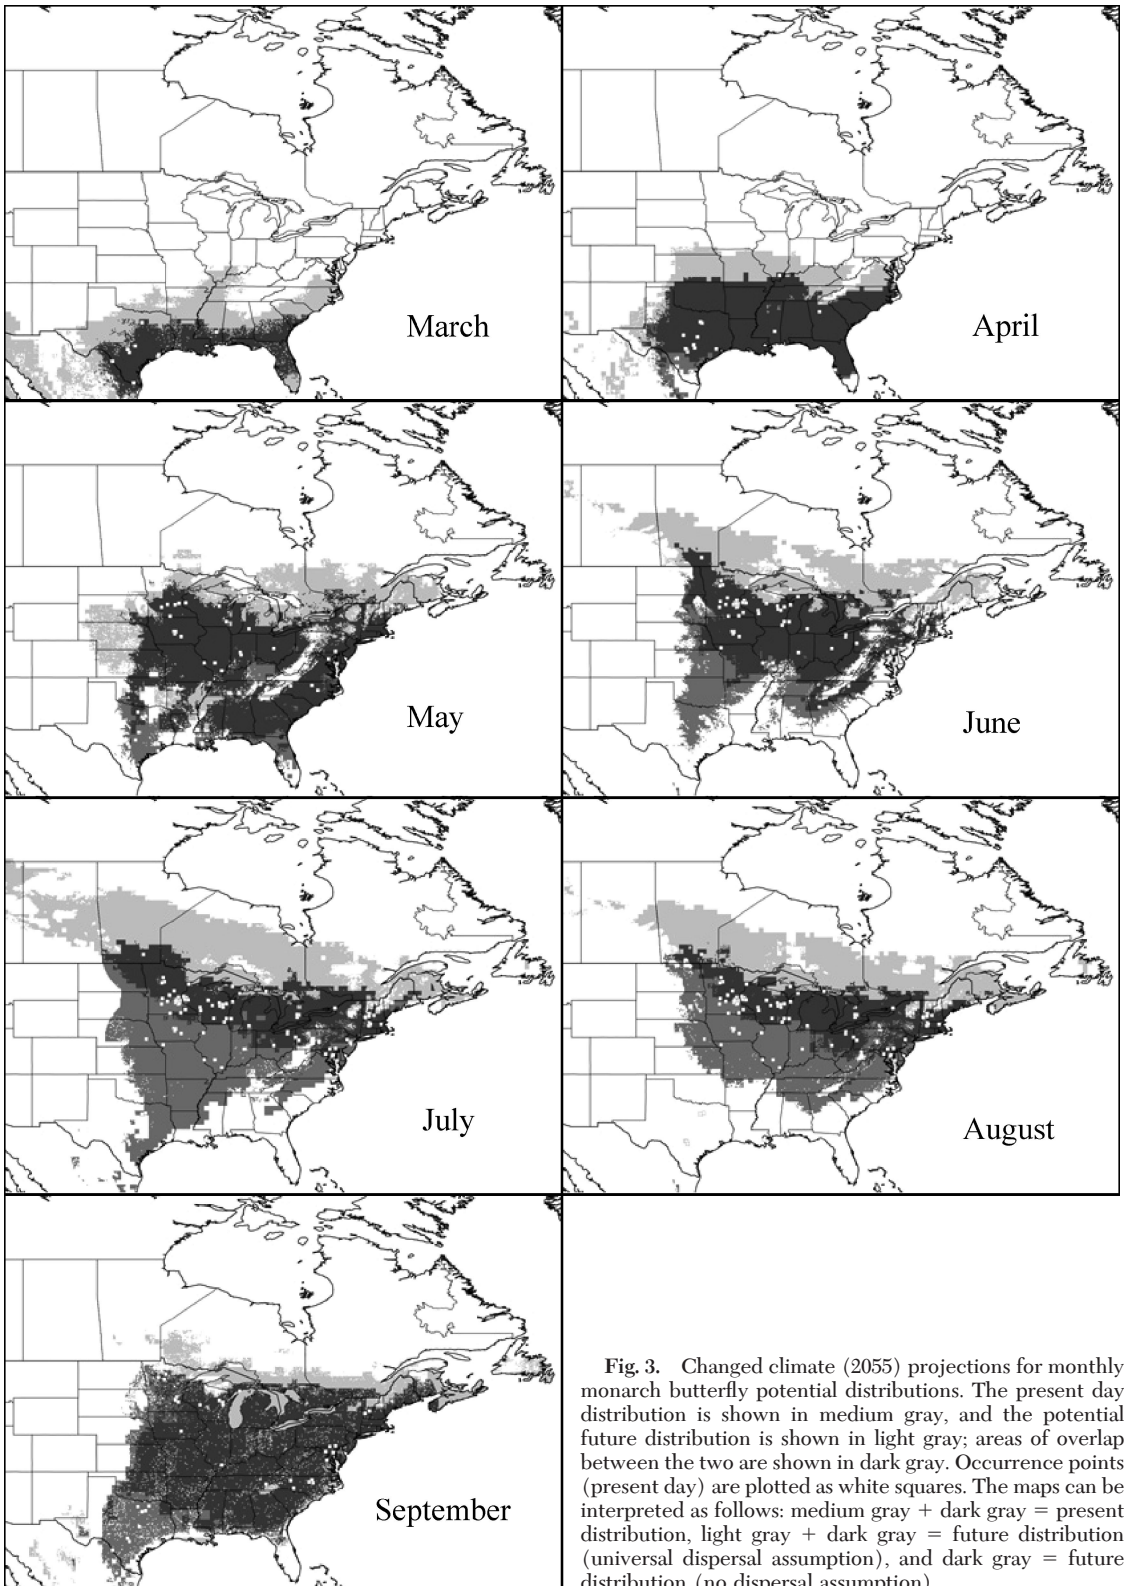 March
April
May
June
July
August
September
Fig. 3. Changed climate (2055) projections for monthly
monarch butterfly potential distributions. The present day
distribution is shown in medium gray, and the potential
future distribution is shown in light gray; areas of overlap
between the two are shown in dark gray. Occurrence points
(present day) are plotted as white squares. The maps can be
interpreted as follows: medium gray + dark gray = present
distribution, light gray + dark gray = future distribution
(universal dispersal assumption), and dark gray = future
distribution (no dispersal assumption).